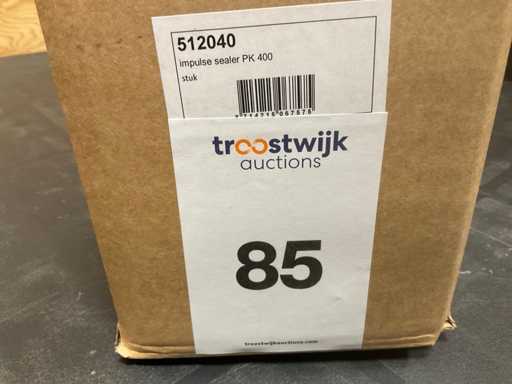 512040
impulse sealer PK 400
stuk
troostwijk
auctions
85
troostwijkauctions.com